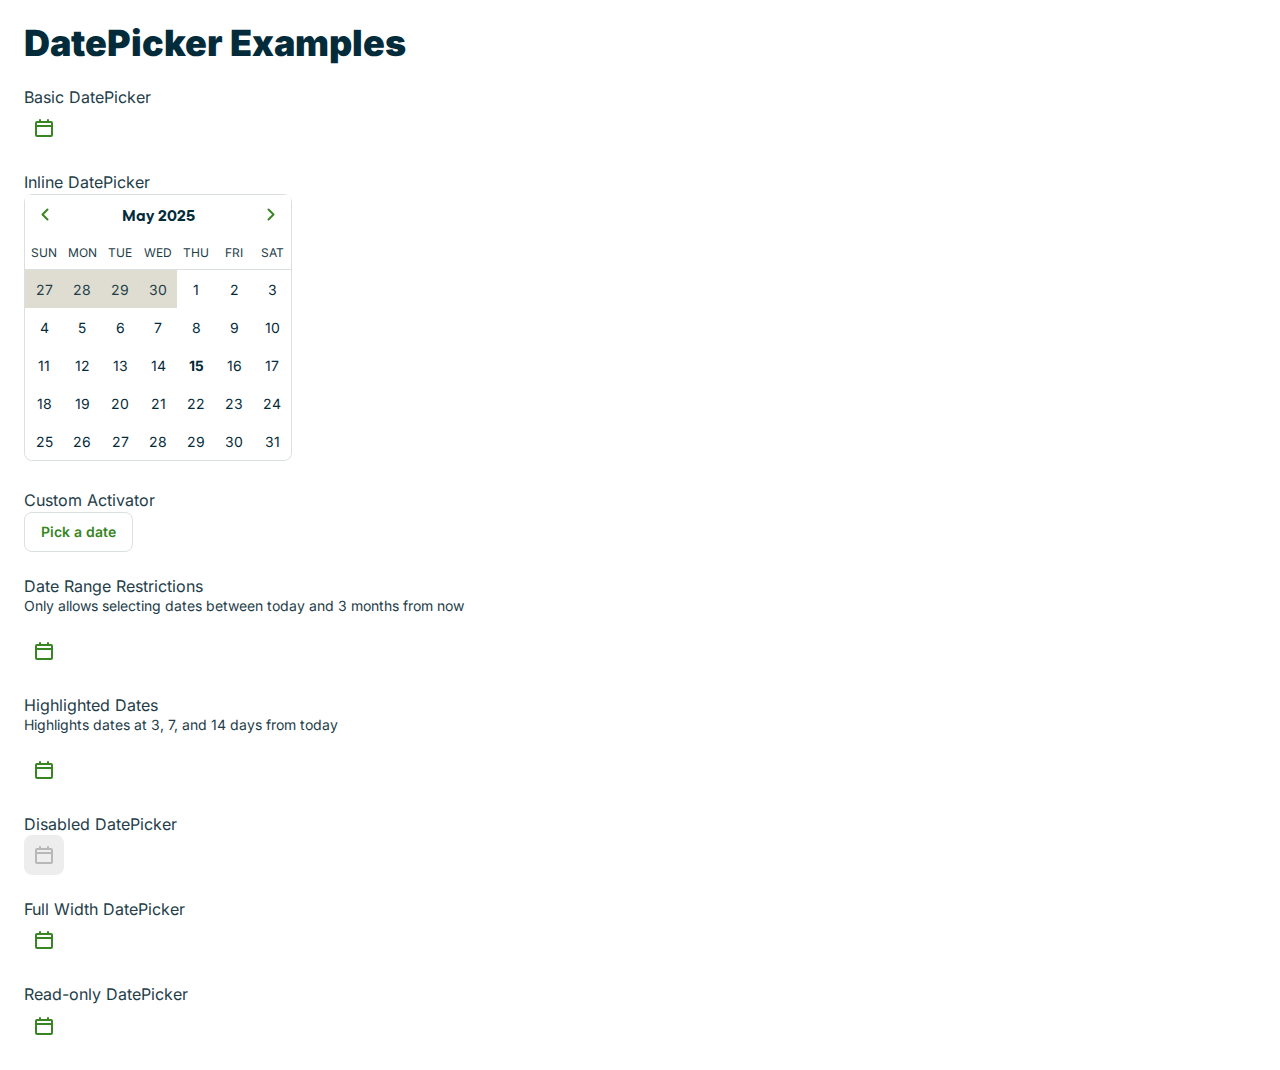 DatePicker Examples
Basic DatePicker
Inline DatePicker
May 2025
SUN MON TUE WED THU FRI SAT
27 28 29 30 1 2 3
4 5 6 7 8 9 10
11 12 13 14 15 16 17
18 19 20 21 22 23 24
25 26 27 28 29 30 31
Custom Activator
Pick a date
Date Range Restrictions
Only allows selecting dates between today and 3 months from now
Highlighted Dates
Highlights dates at 3, 7, and 14 days from today
Disabled DatePicker
Full Width DatePicker
Read-only DatePicker